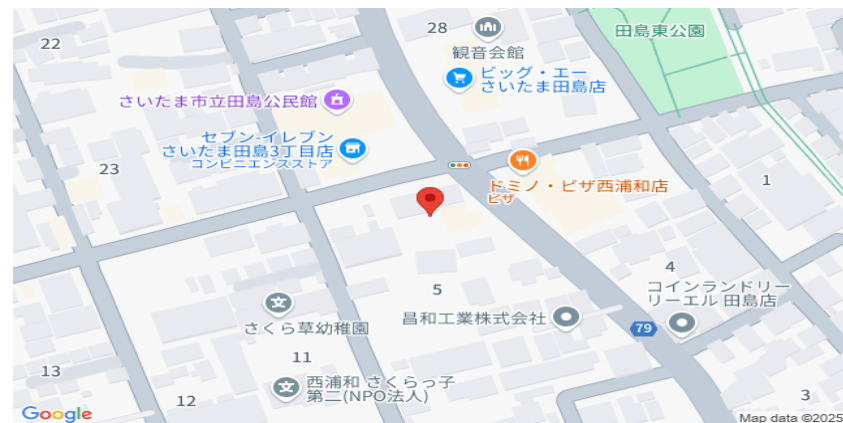 28
22
観音会館
田島東公園
ビッグ・エー
さいたま田島店
さいたま市立田島公民館
セブン-イレブン
さいたま田島3丁目店
コンビニエンスストア
23
ドミノ・ピザ西浦和店
ピザ
1
4
コインランドリー
リーエル 田島店
5
昌和工業株式会社
79
さくら草幼稚園
11
13
西浦和 さくらっ子
第二(NPO法人)
12
3
Google
Map data ©2025